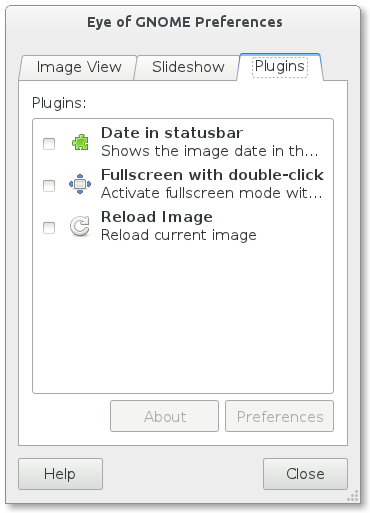 Eye of GNOME Preferences
Image View
Slideshow
Plugins
Plugins:
Date in statusbar
Shows the image date in th...
Fullscreen with double-click
Activate fullscreen mode wit...
Reload Image
Reload current image
About
Preferences
Help
Close